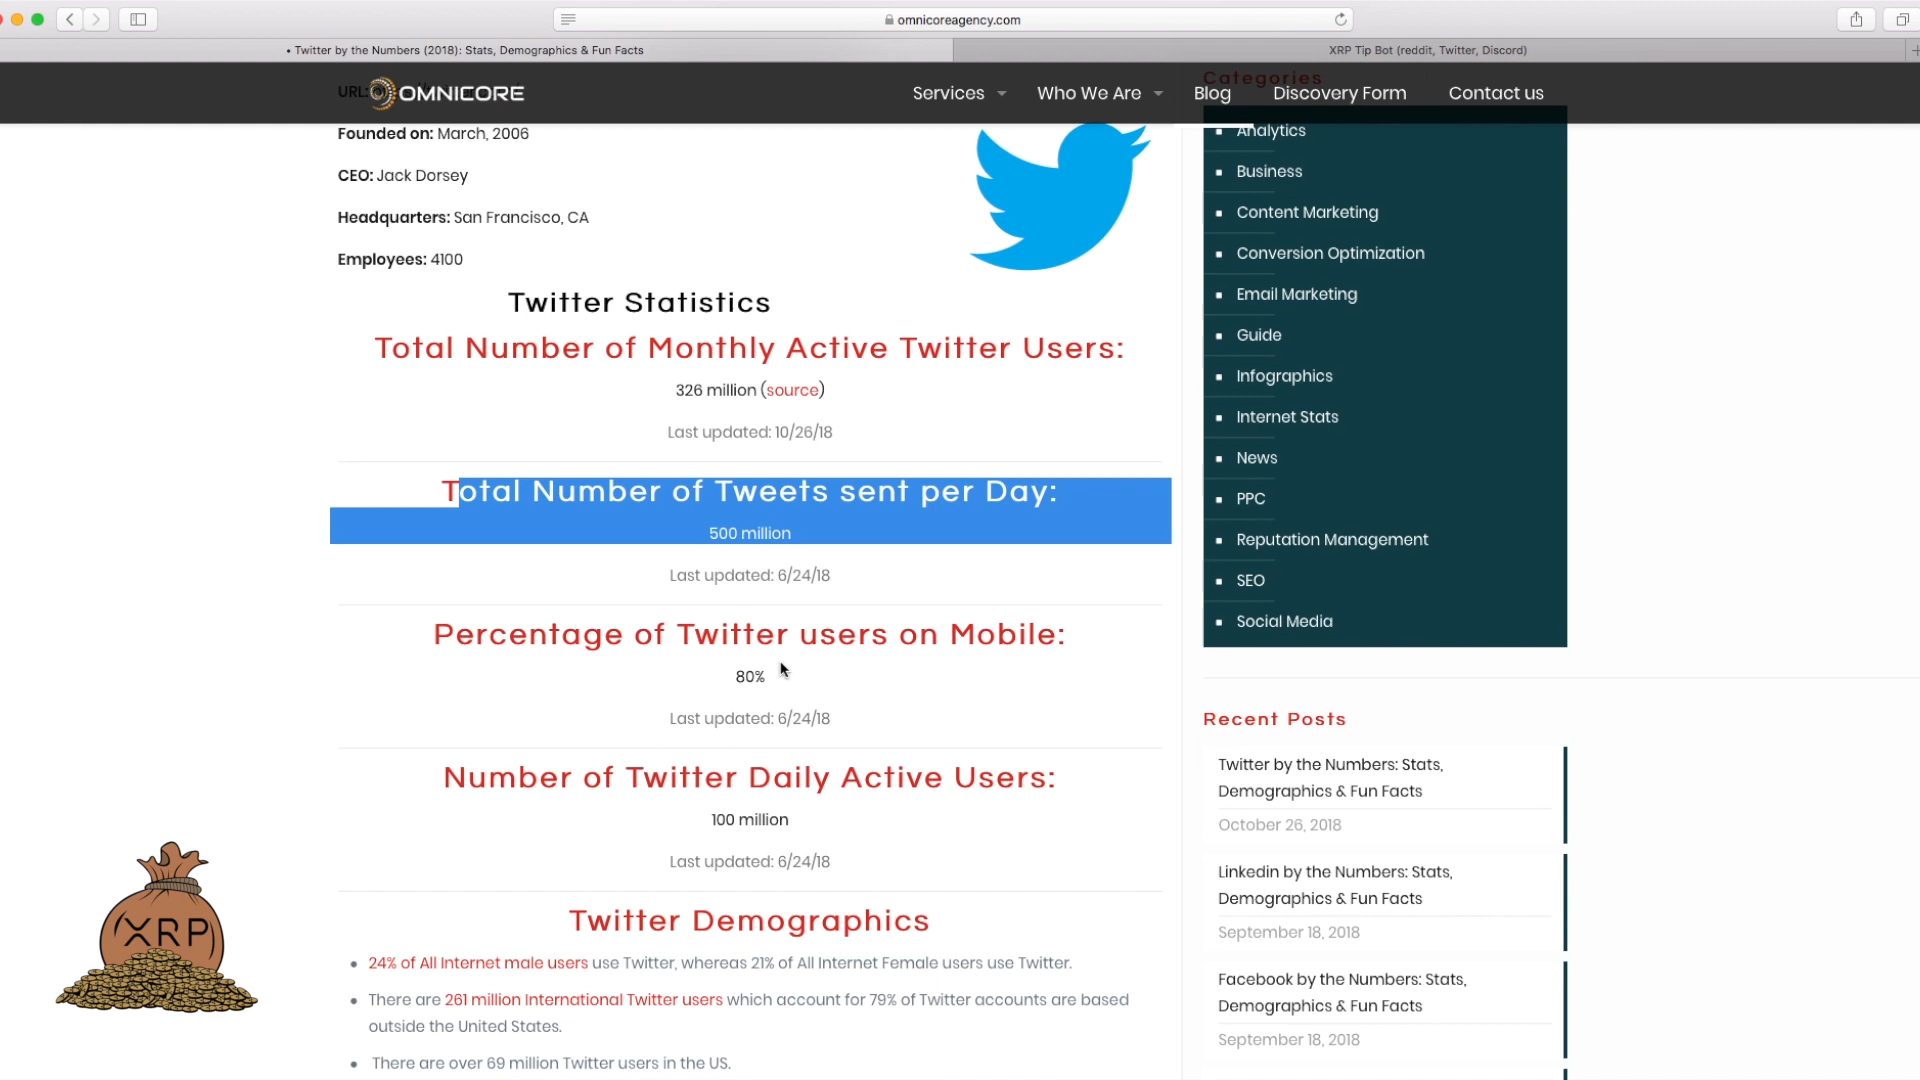 omnicoreagency.com
• Twitter by the Numbers (2018): Stats, Demographics & Fun Facts
XRP Tip Bot (reddit, Twitter, Discord)
URL:
OMNICORE
Services
Who We Are
Blog
Discovery Form
Contact us
Founded on: March, 2006
CEO: Jack Dorsey
Headquarters: San Francisco, CA
Employees: 4100
Twitter Statistics
Total Number of Monthly Active Twitter Users:
326 million (source)
Last updated: 10/26/18
Total Number of Tweets sent per Day:
500 million
Last updated: 6/24/18
Percentage of Twitter users on Mobile:
80%
Last updated: 6/24/18
Number of Twitter Daily Active Users:
100 million
Last updated: 6/24/18
Twitter Demographics
• 24% of All Internet male users use Twitter, whereas 21% of All Internet Female users use Twitter.
• There are 261 million International Twitter users which account for 79% of Twitter accounts are based
outside the United States.
• There are over 69 million Twitter users in the US.
XRP
Categories
Analytics
Business
Content Marketing
Conversion Optimization
Email Marketing
Guide
Infographics
Internet Stats
News
PPC
Reputation Management
SEO
Social Media
Recent Posts
Twitter by the Numbers: Stats,
Demographics & Fun Facts
October 26, 2018
Linkedin by the Numbers: Stats,
Demographics & Fun Facts
September 18, 2018
Facebook by the Numbers: Stats,
Demographics & Fun Facts
September 18, 2018